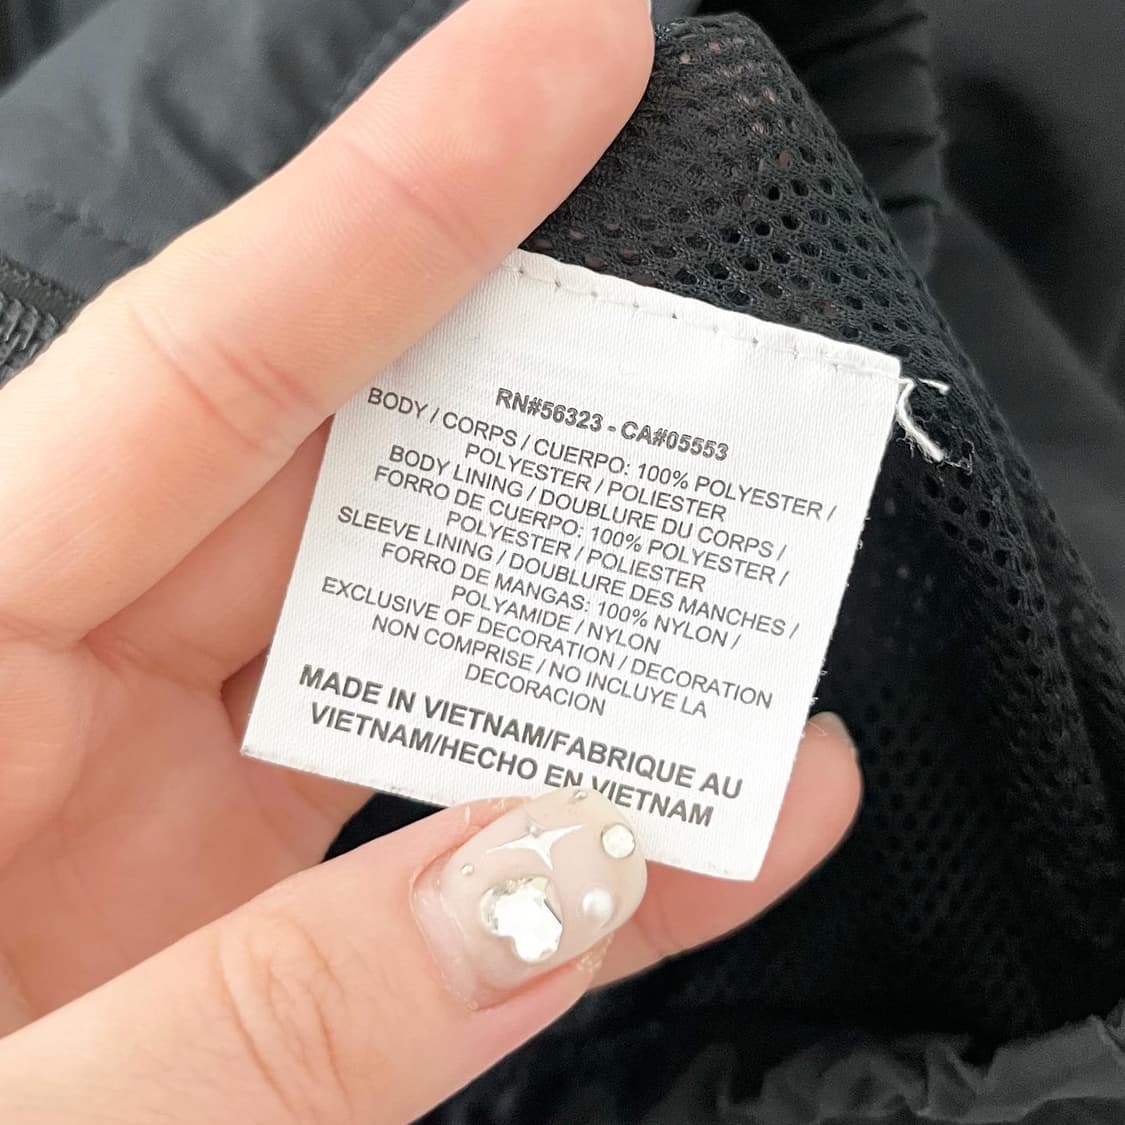 RN#56323 - CA#05553
BODY / CORPS / CUERPO: 100% POLYESTER /
POLYESTER / POLIESTER
BODY LINING / DOUBLURE DU CORPS /
FORRO DE CUERPO: 100% POLYESTER /
POLYESTER / POLIESTER
SLEEVE LINING / DOUBLURE DES MANCHES /
FORRO DE MANGAS: 100% NYLON /
POLYAMIDE / NYLON
EXCLUSIVE OF DECORATION / DECORATION
NON COMPRISE / NO INCLUYE LA
DECORACION
MADE IN VIETNAM/FABRIQUE AU
VIETNAM/HECHO EN VIETNAM